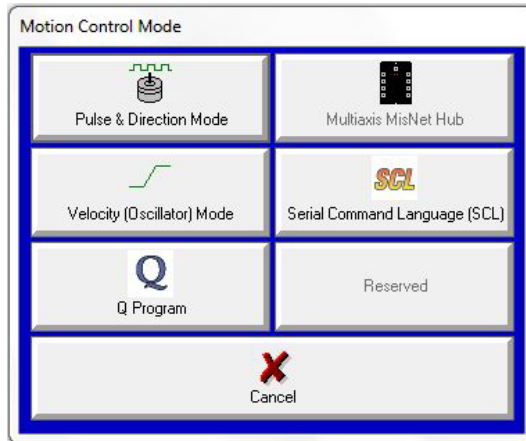 Motion Control Mode
Pulse & Direction Mode
Multiaxis MisNet Hub
Velocity (Oscillator) Mode
SCL
Serial Command Language (SCL)
Q
Q Program
Reserved
Cancel